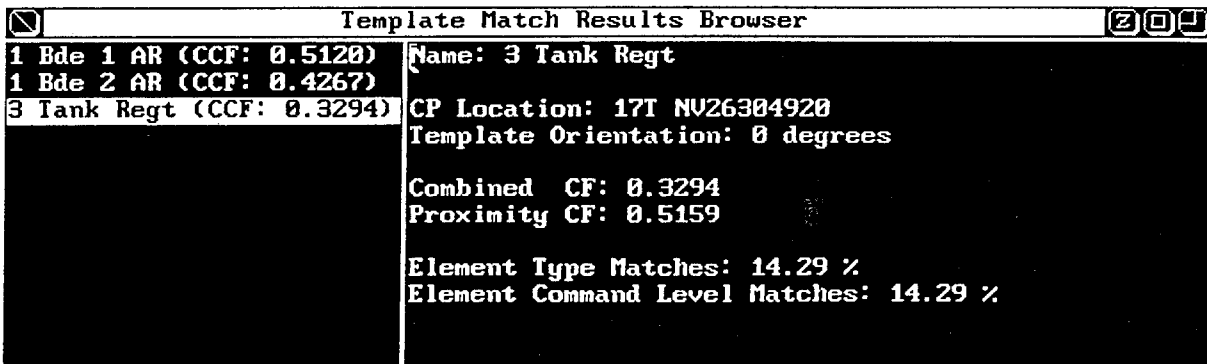 Template Match Results Browser
1 Bde 1 AR (CCF: 0.5120)
1 Bde 2 AR (CCF: 0.4267)
3 Tank Regt (CCF: 0.3294)
Name: 3 Tank Regt
CP Location: 17T NV26304920
Template Orientation: 0 degrees
Combined CF: 0.3294
Proximity CF: 0.5159
Element Type Matches: 14.29 %
Element Command Level Matches: 14.29 %